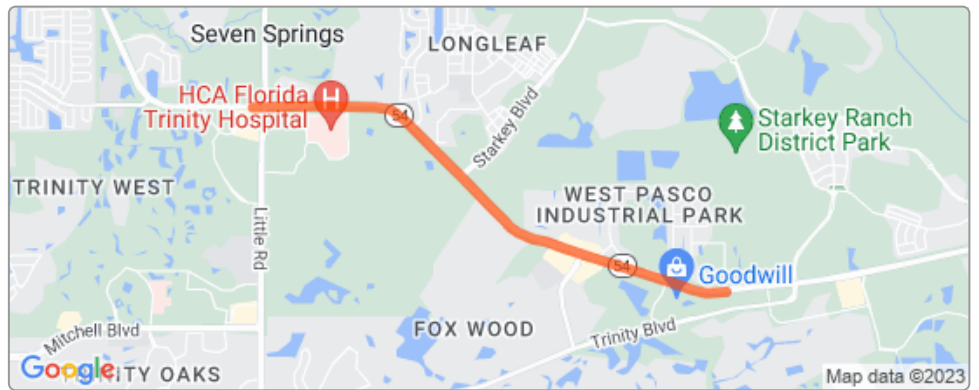 Seven Springs
LONGLEAF
HCA Florida
Trinity Hospital
H
54
Starkey Blvd
Starkey Ranch
District Park
TRINITY WEST
WEST PASCO
INDUSTRIAL PARK
Little Rd
54
Goodwill
Mitchell Blvd
FOX WOOD
Trinity Blvd
Google
TRINITY OAKS
Map data ©2023